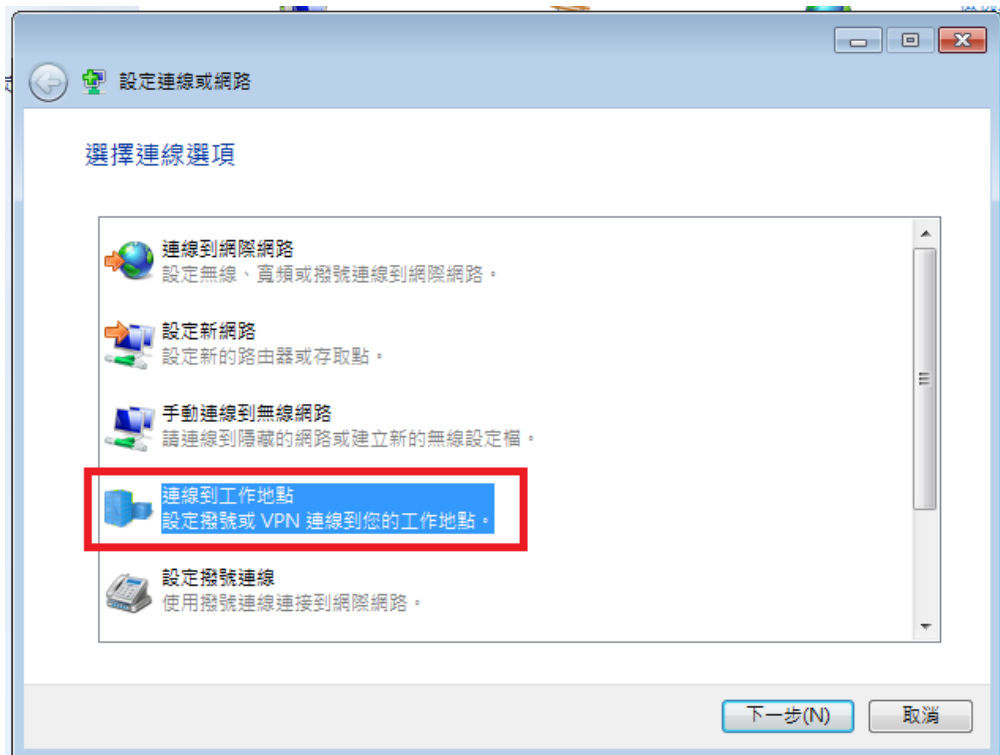 設定連線或網路
選擇連線選項
連線到網際網路
設定無線、寬頻或撥號連線到網際網路。
設定新網路
設定新的路由器或存取點。
手動連線到無線網路
請連線到隱藏的網路或建立新的無線設定檔。
連線到工作地點
設定撥號或 VPN 連線到您的工作地點。
設定撥號連線
使用撥號連線連接到網際網路。
下一步(N)
取消